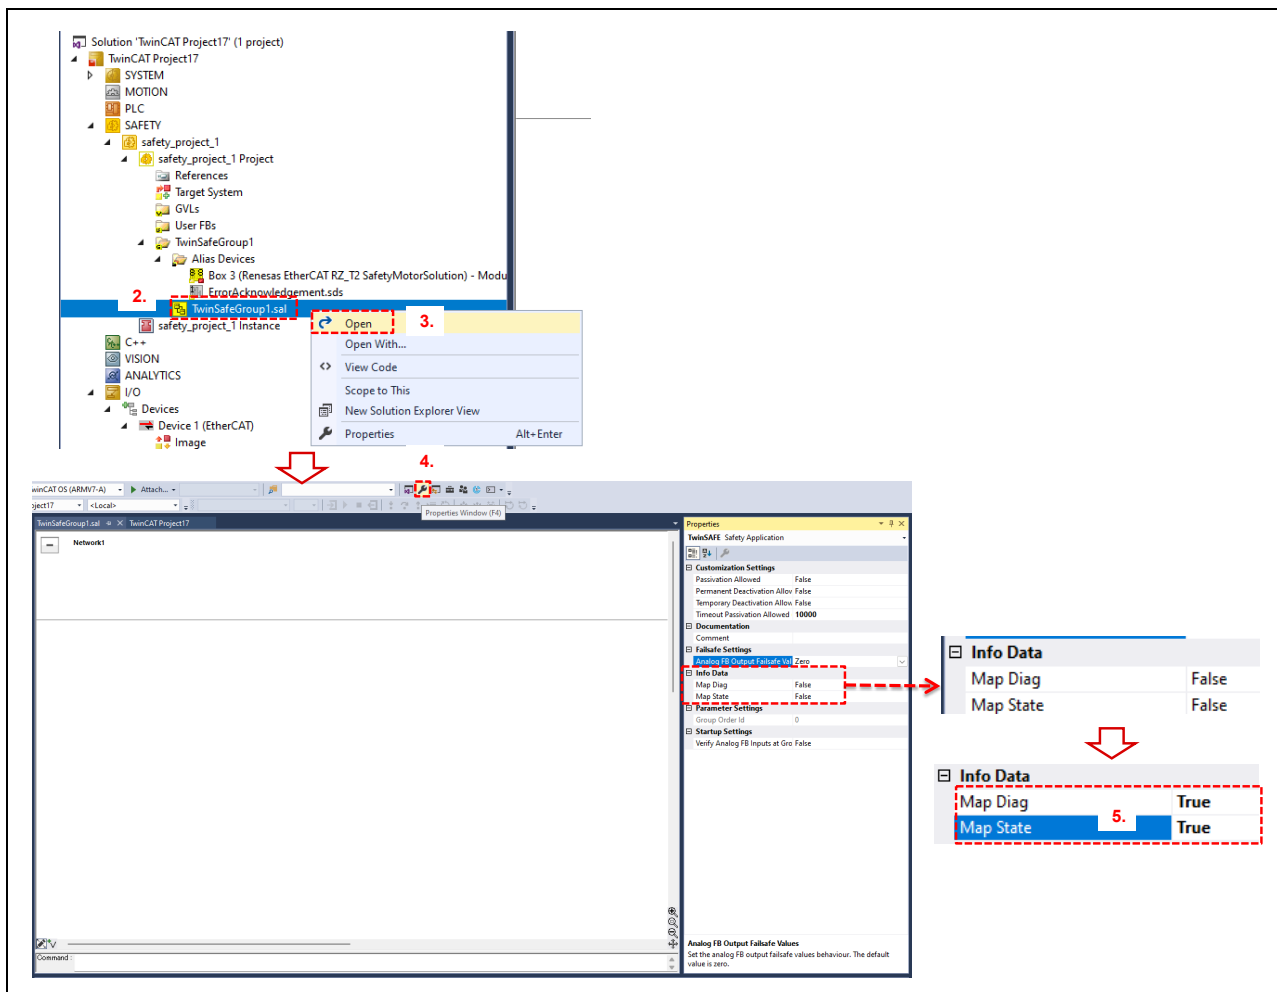 Solution 'TwinCAT Project17' (1 project)
TwinCAT Project17
SYSTEM
MOTION
PLC
SAFETY
safety_project_1
safety_project_1 Project
References
Target System
GVLs
User FBs
TwinSafeGroup1
Alias Devices
Box 3 (Renesas EtherCAT RZ_T2 SafetyMotorSolution) - Modu
ErrorAcknowledgement.sds
2.
TwinSafeGroup1.sal
safety_project_1 Instance
C++
VISION
ANALYTICS
I/O
Devices
Device 1 (EtherCAT)
Image
Open
3.
Open With...
View Code
Scope to This
New Solution Explorer View
Properties Alt+Enter
4.
winCAT OS (ARMV7-A) Attach...
ject17 <Local>
Properties Window (F4)
TwinSafeGroup1.sal TwinCAT Project17
Network1
Command :
Properties
TwinSAFE Safety Application
Customization Settings
Passivation Allowed False
Permanent Deactivation Allov False
Temporary Deactivation Allow False
Timeout Passivation Allowed 10000
Documentation
Comment
Failsafe Settings
Analog FB Output Failsafe Val Zero
Info Data
Map Diag False
Map State False
Parameter Settings
Group Order Id 0
Startup Settings
Verify Analog FB Inputs at Gro False
Analog FB Output Failsafe Values
Set the analog FB output failsafe values behaviour. The default
value is zero.
Info Data
Map Diag False
Map State False
Info Data
Map Diag True
5.
Map State True